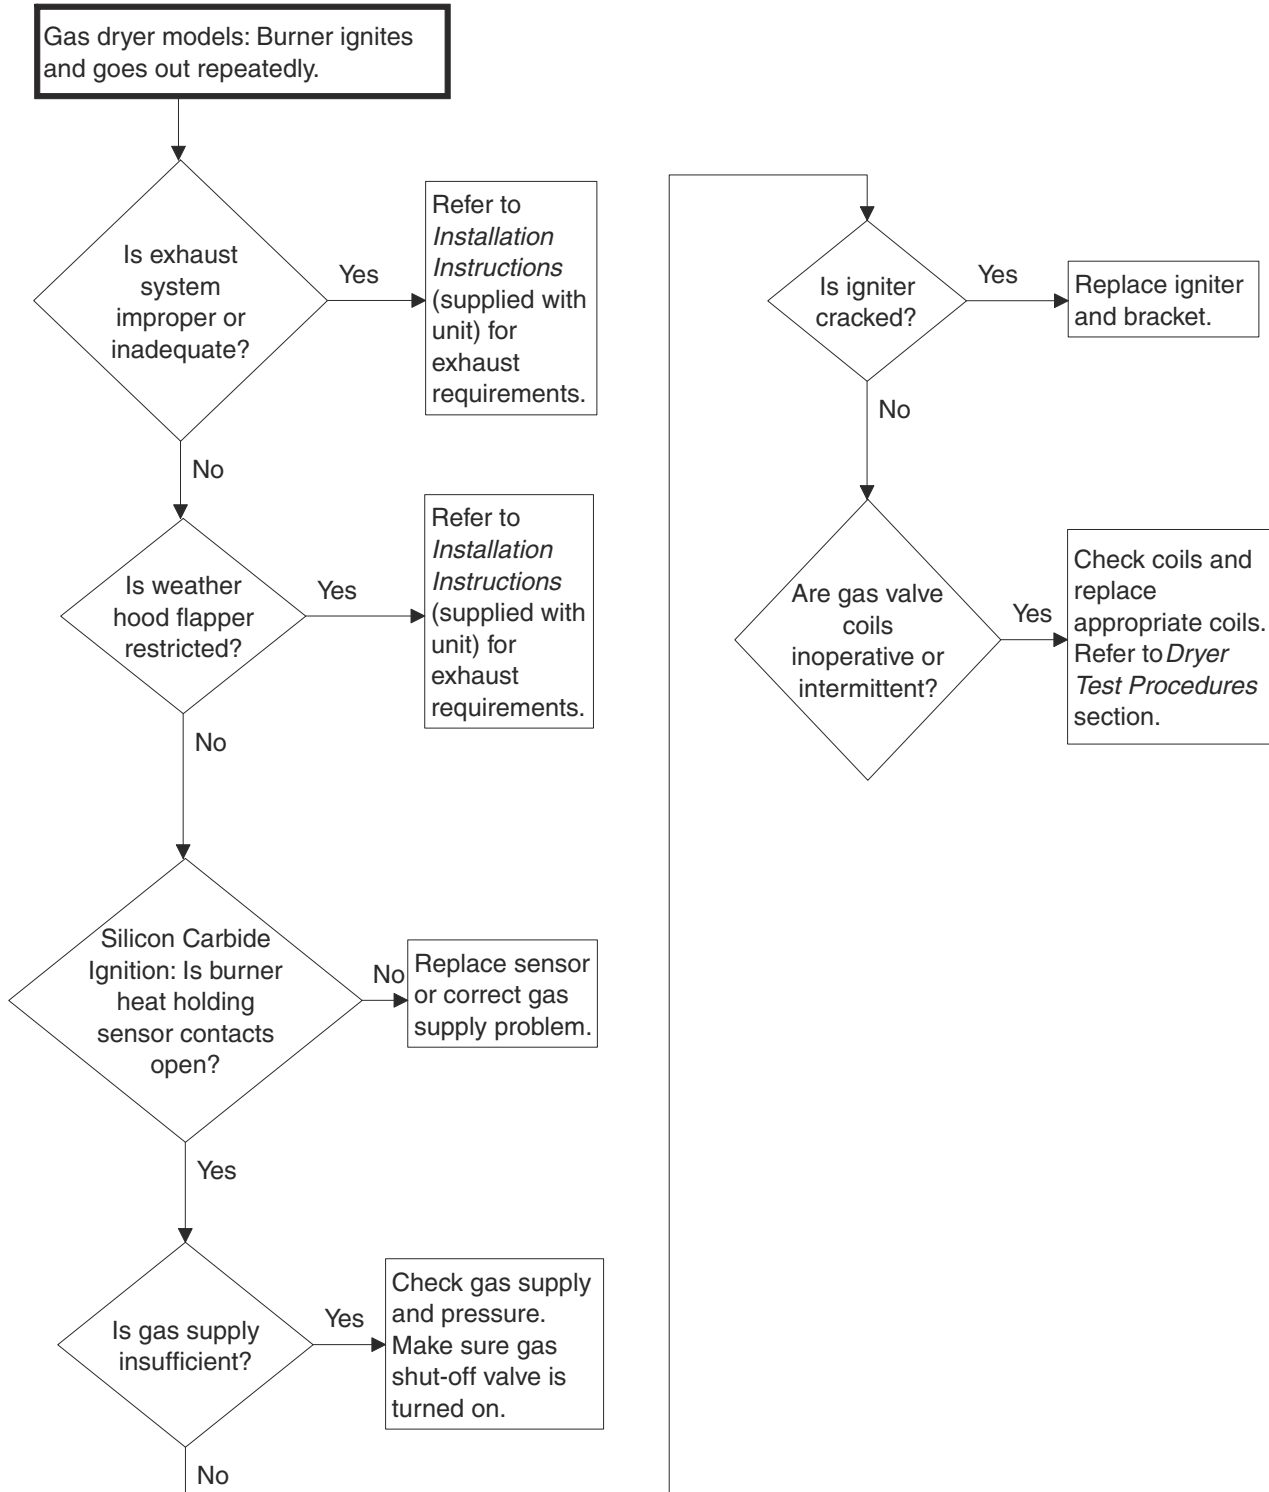 Gas dryer models: Burner ignites
and goes out repeatedly.
Is exhaust
system
improper or
inadequate?
Yes
Refer to
Installation
Instructions
(supplied with
unit) for
exhaust
requirements.
No
Is weather
hood flapper
restricted?
Yes
Refer to
Installation
Instructions
(supplied with
unit) for
exhaust
requirements.
No
Silicon Carbide
Ignition: Is burner
heat holding
sensor contacts
open?
No
Replace sensor
or correct gas
supply problem.
Yes
Is gas supply
insufficient?
Yes
Check gas supply
and pressure.
Make sure gas
shut-off valve is
turned on.
No
Is igniter
cracked?
Yes
Replace igniter
and bracket.
No
Are gas valve
coils
inoperative or
intermittent?
Yes
Check coils and
replace
appropriate coils.
Refer to Dryer
Test Procedures
section.